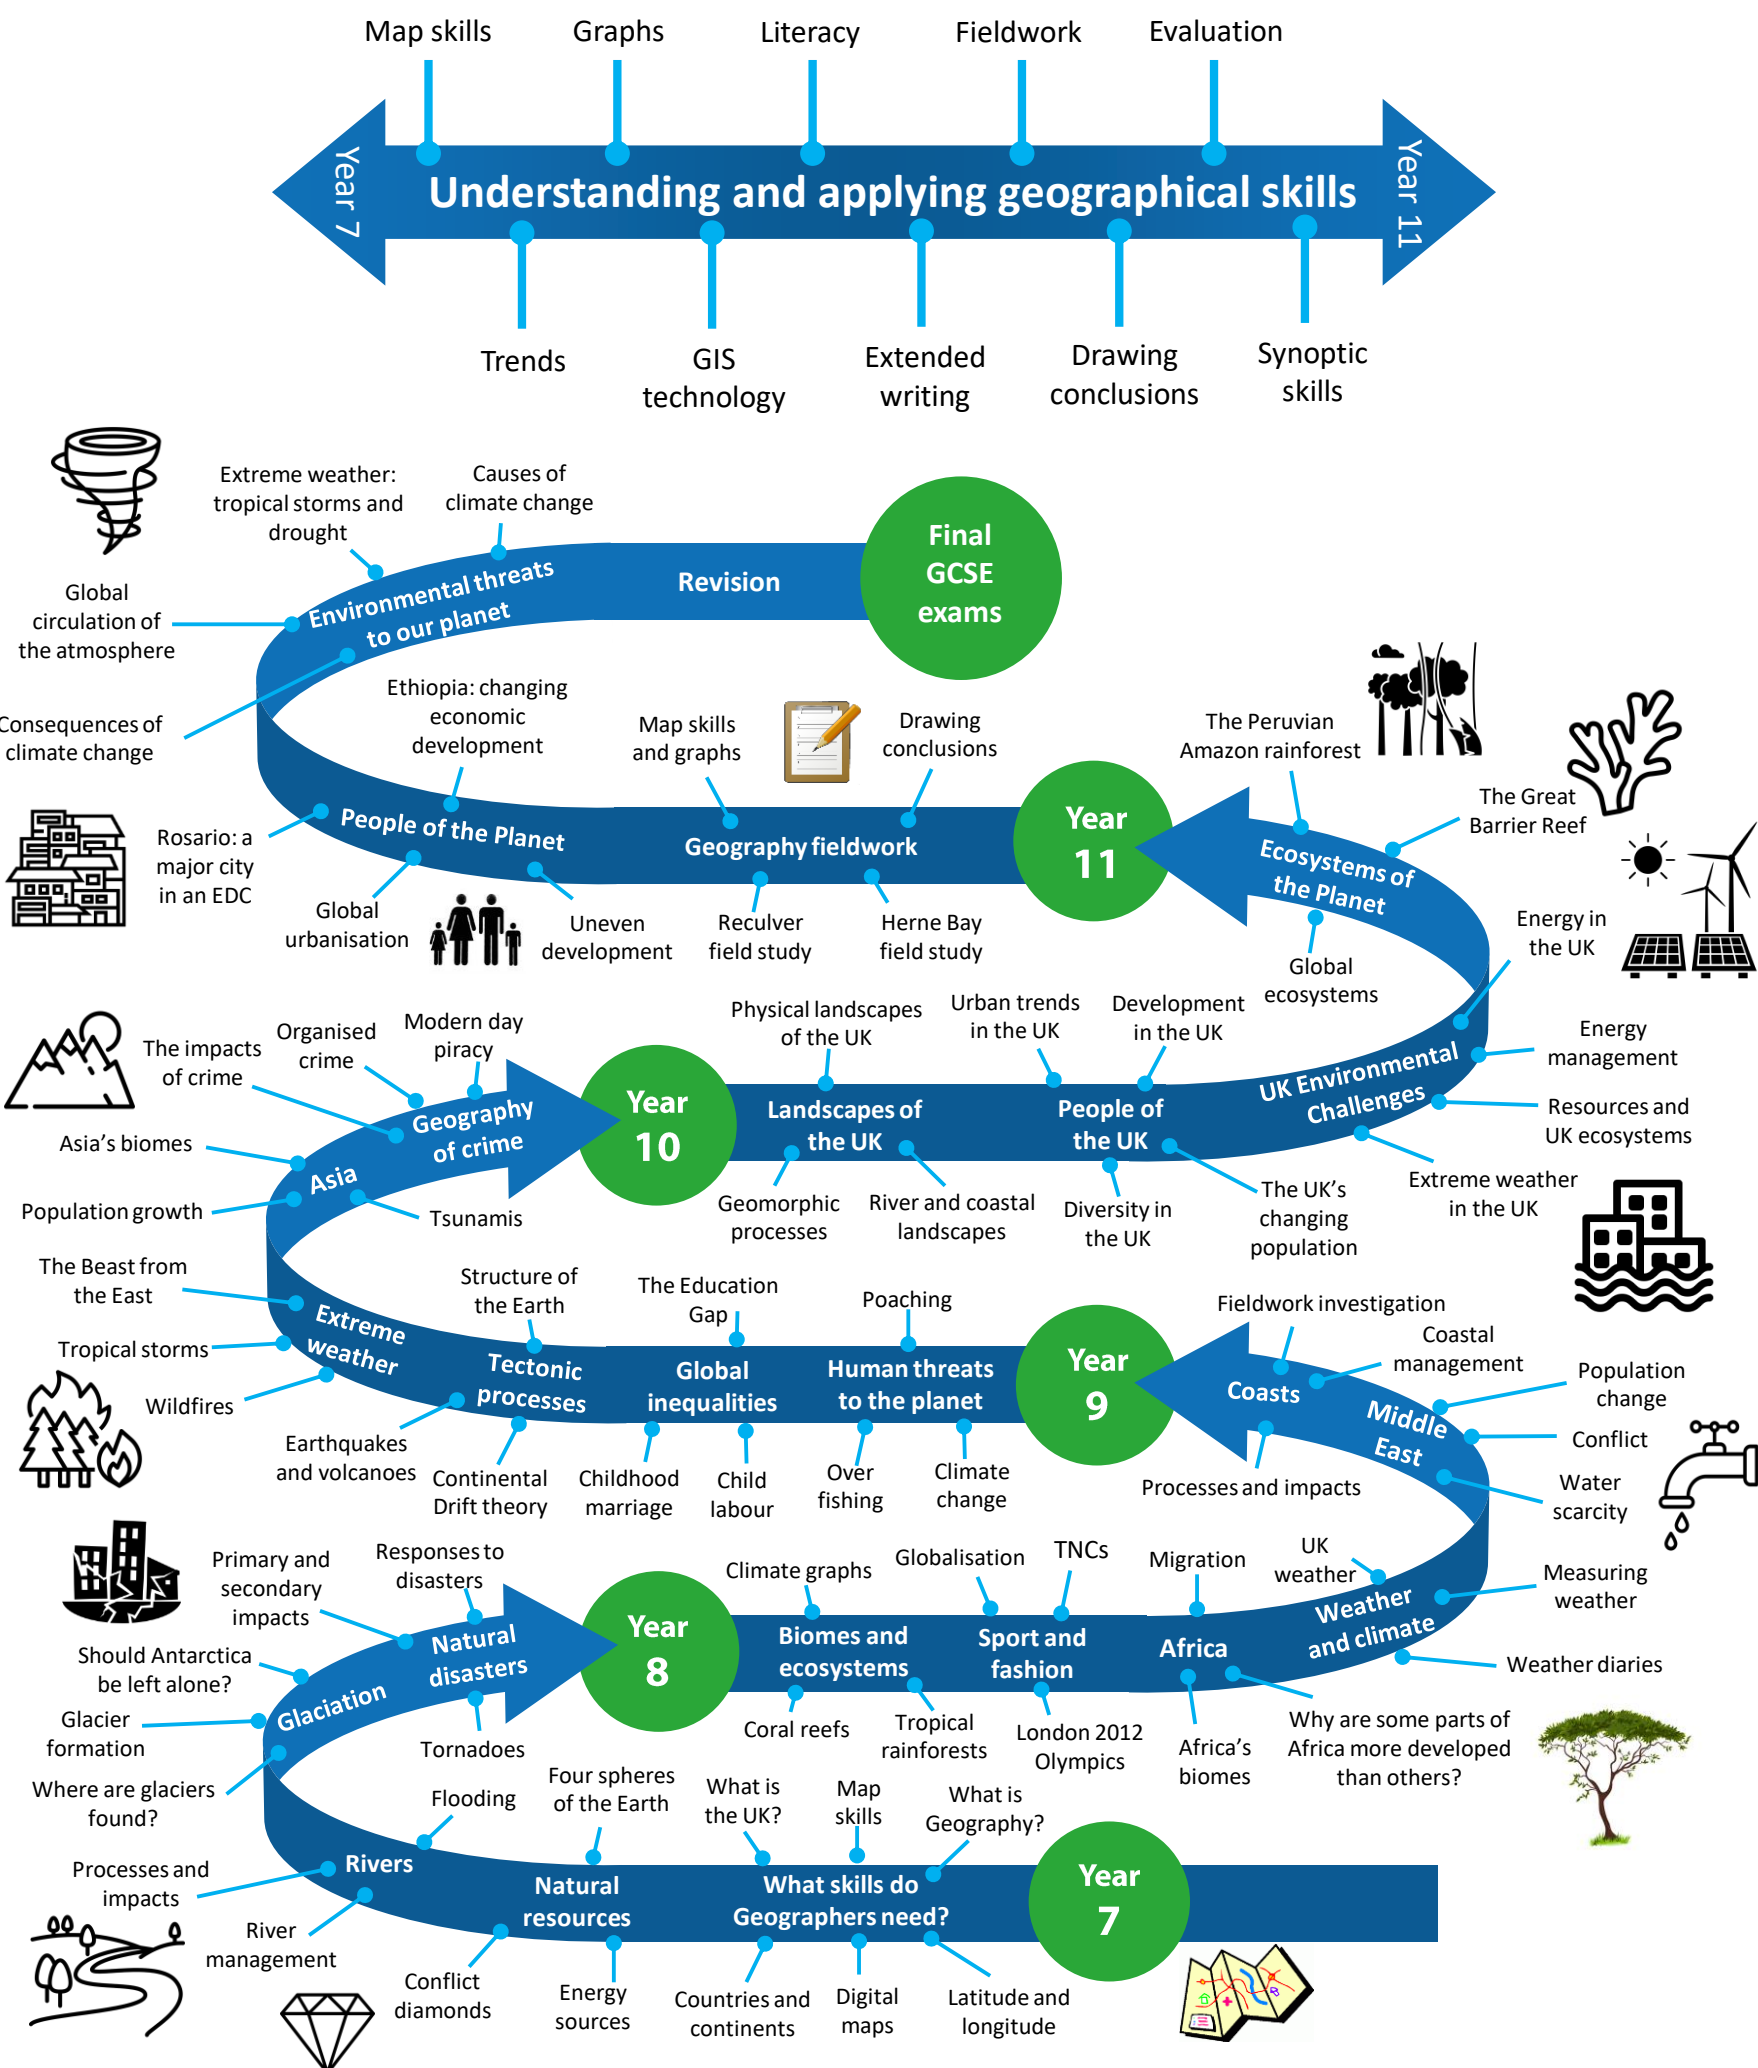 Map skills
Graphs
Literacy
Fieldwork
Evaluation
Year 7
Understanding and applying geographical skills
Year 11
Trends
GIS
technology
Extended
writing
Drawing
conclusions
Synoptic
skills
Extreme weather:
tropical storms and
drought
Causes of
climate change
Final
GCSE
exams
Revision
Environmental threats
to our planet
Global
circulation of
the atmosphere
Consequences of
climate change
Ethiopia: changing
economic
development
Map skills
and graphs
Drawing
conclusions
The Peruvian
Amazon rainforest
The Great
Barrier Reef
Year
11
Rosario: a
major city
in an EDC
People of the Planet
Geography fieldwork
Ecosystems of
the Planet
Global
urbanisation
Uneven
development
Reculver
field study
Herne Bay
field study
Global
ecosystems
Energy in
the UK
Organised
crime
Modern day
piracy
The impacts
of crime
Physical landscapes
of the UK
Urban trends
in the UK
Development
in the UK
Energy
management
UK Environmental
Challenges
Geography
of crime
Year
10
Landscapes of
the UK
People of
the UK
Resources and
UK ecosystems
Asia's biomes
Asia
Population growth
Tsunamis
Geomorphic
processes
River and coastal
landscapes
Diversity in
the UK
The UK's
changing
population
Extreme weather
in the UK
The Beast from
the East
Structure of
the Earth
The Education
Gap
Poaching
Fieldwork investigation
Coastal
management
Population
change
Extreme
weather
Tropical storms
Wildfires
Tectonic
processes
Global
inequalities
Human threats
to the planet
Year
9
Coasts
Middle
East
Conflict
Earthquakes
and volcanoes
Continental
Drift theory
Childhood
marriage
Child
labour
Over
fishing
Climate
change
Processes and impacts
Water
scarcity
Primary and
secondary
impacts
Responses to
disasters
Climate graphs
Globalisation
TNCs
Migration
UK
weather
Measuring
weather
Natural
disasters
Year
8
Biomes and
ecosystems
Sport and
fashion
Africa
Weather
and climate
Weather diaries
Should Antarctica
be left alone?
Glaciation
Glacier
formation
Where are glaciers
found?
Tornadoes
Coral reefs
Tropical
rainforests
London 2012
Olympics
Africa's
biomes
Why are some parts of
Africa more developed
than others?
Flooding
Four spheres
of the Earth
What is
the UK?
Map
skills
What is
Geography?
Processes and
impacts
Rivers
Natural
resources
What skills do
Geographers need?
Year
7
River
management
Conflict
diamonds
Energy
sources
Countries and
continents
Digital
maps
Latitude and
longitude